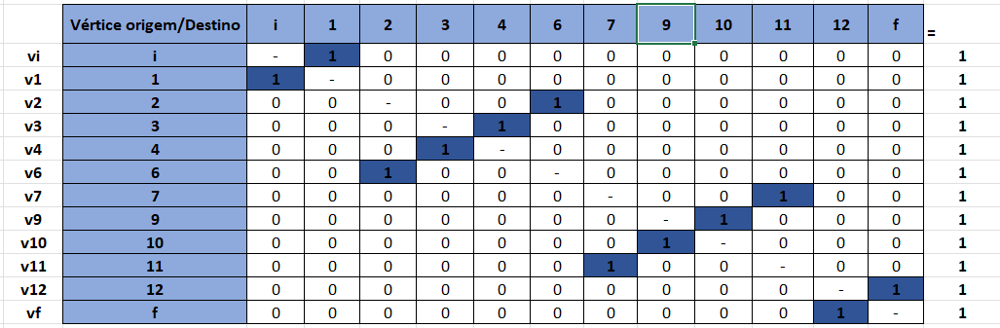 Vértice origem/Destino i 1 2 3 4 6 7 9 10 11 12 f =
vi i - 1 0 0 0 0 0 0 0 0 0 0 1
v1 1 1 - 0 0 0 0 0 0 0 0 0 0 1
v2 2 0 0 - 0 0 1 0 0 0 0 0 0 1
v3 3 0 0 0 - 1 0 0 0 0 0 0 0 1
v4 4 0 0 0 1 - 0 0 0 0 0 0 0 1
v6 6 0 0 1 0 0 - 0 0 0 0 0 0 1
v7 7 0 0 0 0 0 0 - 0 0 1 0 0 1
v9 9 0 0 0 0 0 0 0 - 1 0 0 0 1
v10 10 0 0 0 0 0 0 0 1 - 0 0 0 1
v11 11 0 0 0 0 0 0 1 0 0 - 0 0 1
v12 12 0 0 0 0 0 0 0 0 0 0 - 1 1
vf f 0 0 0 0 0 0 0 0 0 0 1 - 1